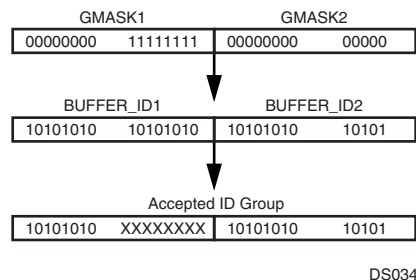 GMASK1 GMASK2
00000000 11111111 00000000 00000
BUFFER_ID1 BUFFER_ID2
10101010 10101010 10101010 10101
Accepted ID Group
10101010 XXXXXXXX 10101010 10101
DS034